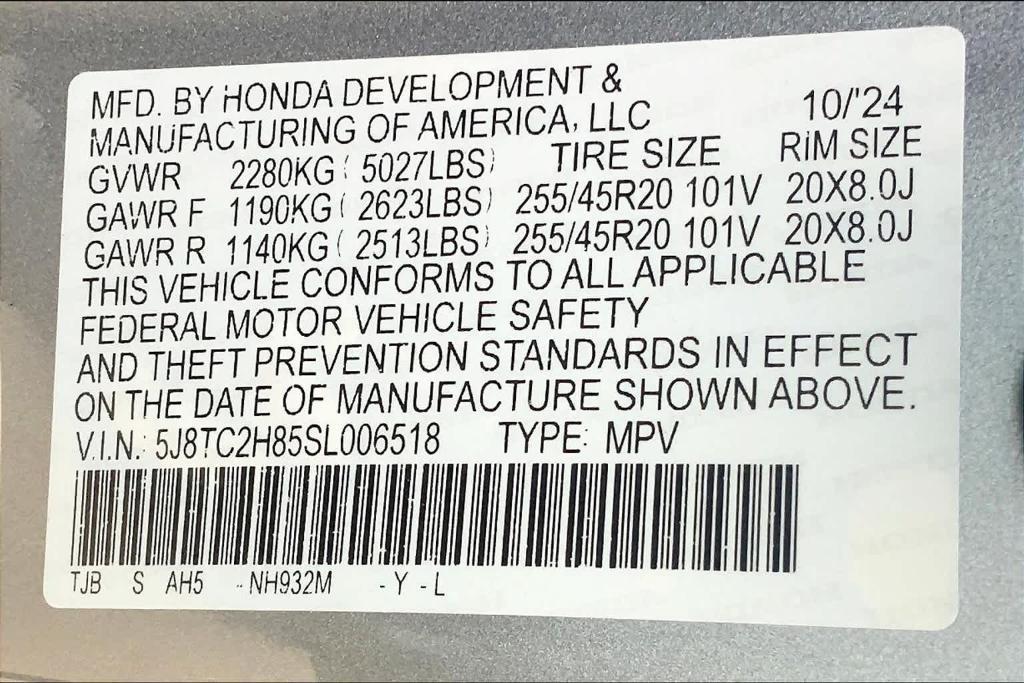 MFD. BY HONDA DEVELOPMENT &
MANUFACTURING OF AMERICA, LLC 10/'24
GVWR 2280KG ( 5027LBS) TIRE SIZE RIM SIZE
GAWR F 1190KG ( 2623LBS) 255/45R20 101V 20X8.0J
GAWR R 1140KG ( 2513LBS) 255/45R20 101V 20X8.0J
THIS VEHICLE CONFORMS TO ALL APPLICABLE
FEDERAL MOTOR VEHICLE SAFETY
AND THEFT PREVENTION STANDARDS IN EFFECT
ON THE DATE OF MANUFACTURE SHOWN ABOVE.
V.I.N.: 5J8TC2H85SL006518 TYPE: MPV
TJB S AH5 -NH932M -Y-L